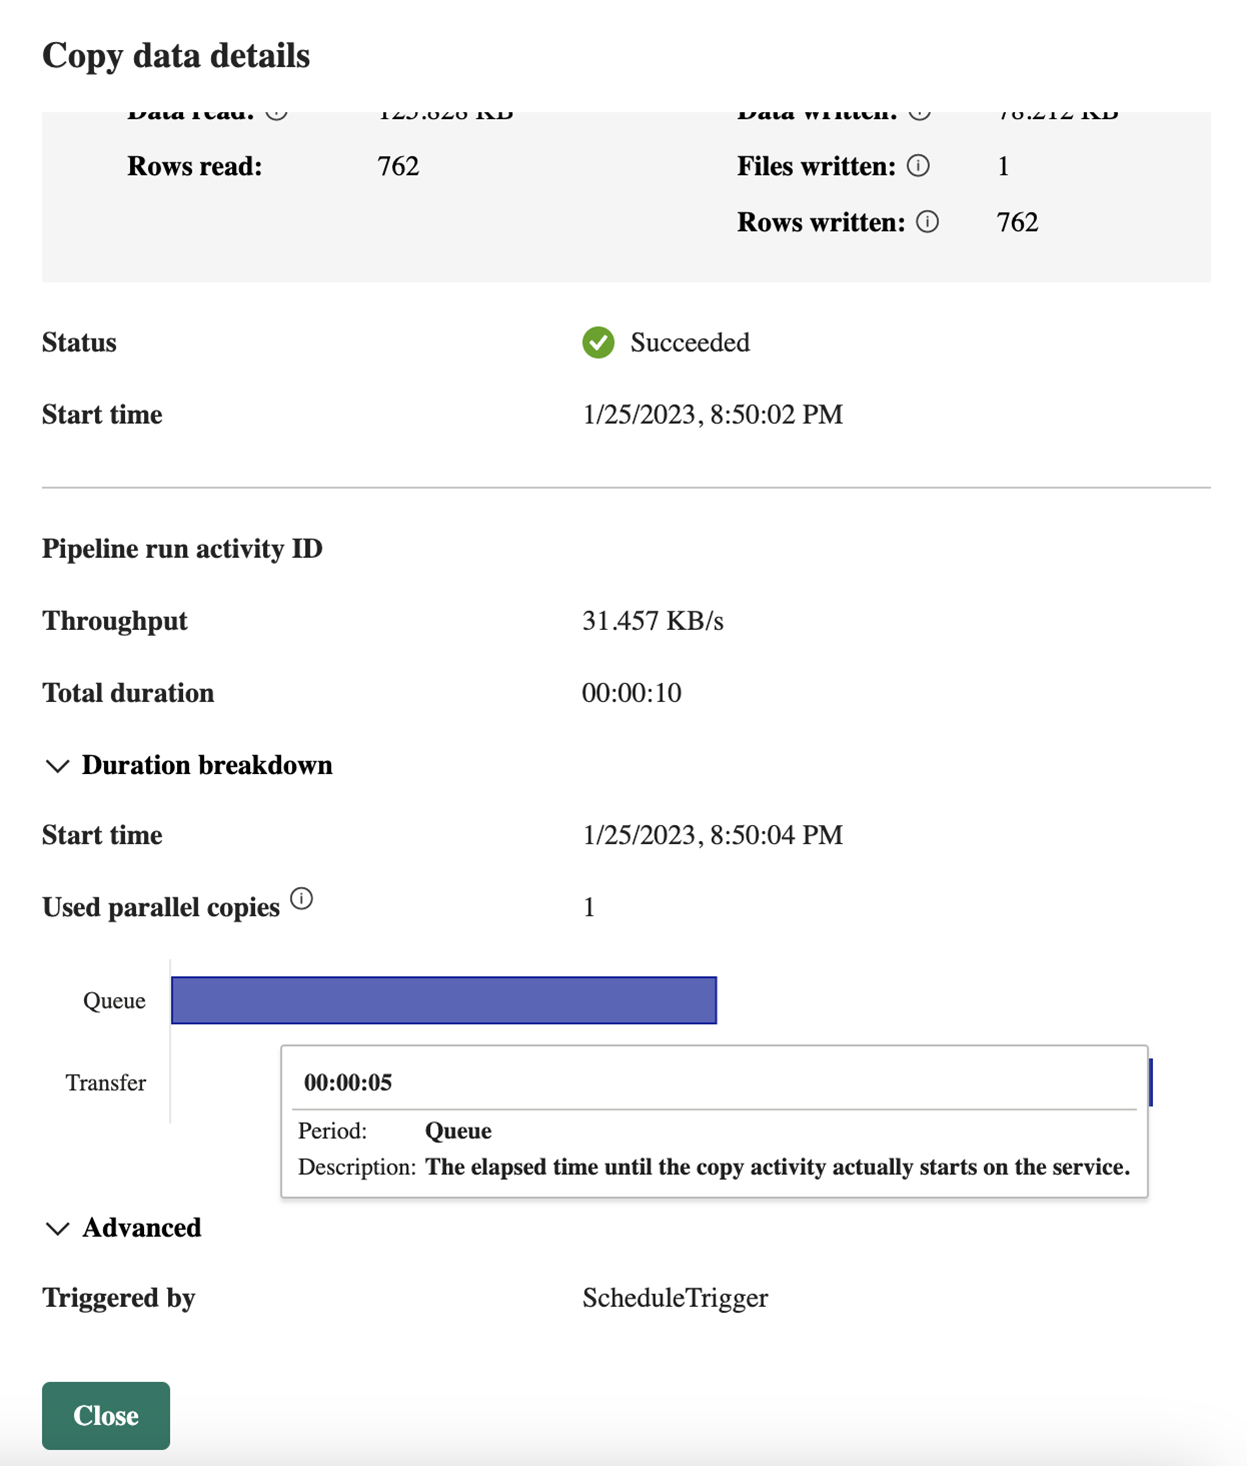 Copy data details
Data read: 125.828 KB Data written: 78.212 KB
Rows read: 762 Files written: 1
Rows written: 762
Status Succeeded
Start time 1/25/2023, 8:50:02 PM
Pipeline run activity ID
Throughput 31.457 KB/s
Total duration 00:00:10
Duration breakdown
Start time 1/25/2023, 8:50:04 PM
Used parallel copies 1
Queue
Transfer
00:00:05
Period: Queue
Description: The elapsed time until the copy activity actually starts on the service.
Advanced
Triggered by ScheduleTrigger
Close